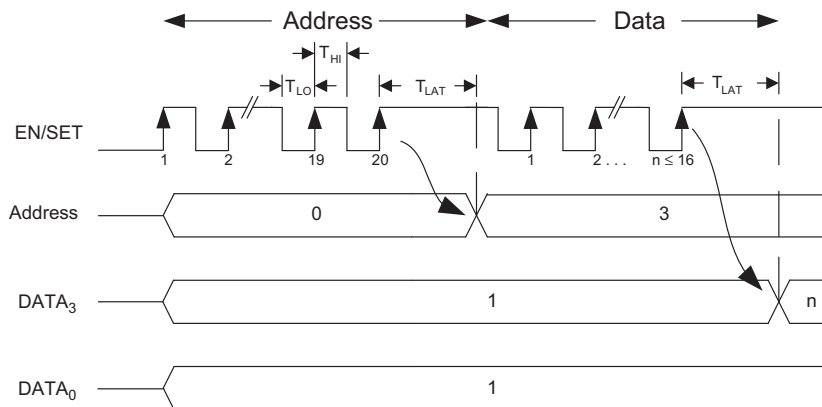 Address Data
T_HI
T_LO T_LAT T_LAT
EN/SET
1 2 19 20 1 2 . . . n ≤ 16
Address 0 3
DATA_3 1 n
DATA_0 1